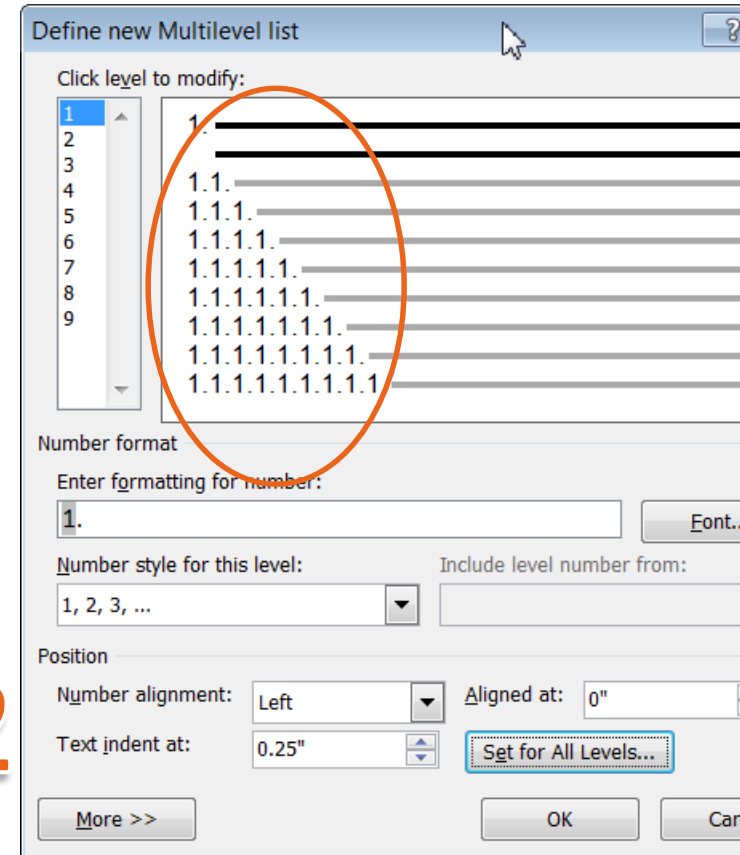 Define new Multilevel list
?
Click level to modify:
1
2
3
4
5
6
7
8
9
1.
1.1.
1.1.1.
1.1.1.1.
1.1.1.1.1.
1.1.1.1.1.1.
1.1.1.1.1.1.1.
1.1.1.1.1.1.1.1.
1.1.1.1.1.1.1.1.1
Number format
Enter formatting for number:
1.
Font..
Number style for this level:
Include level number from:
1, 2, 3, ...
Position
Number alignment:
Left
Aligned at:
0"
Text indent at:
0.25"
Set for All Levels...
More >>
OK
Can